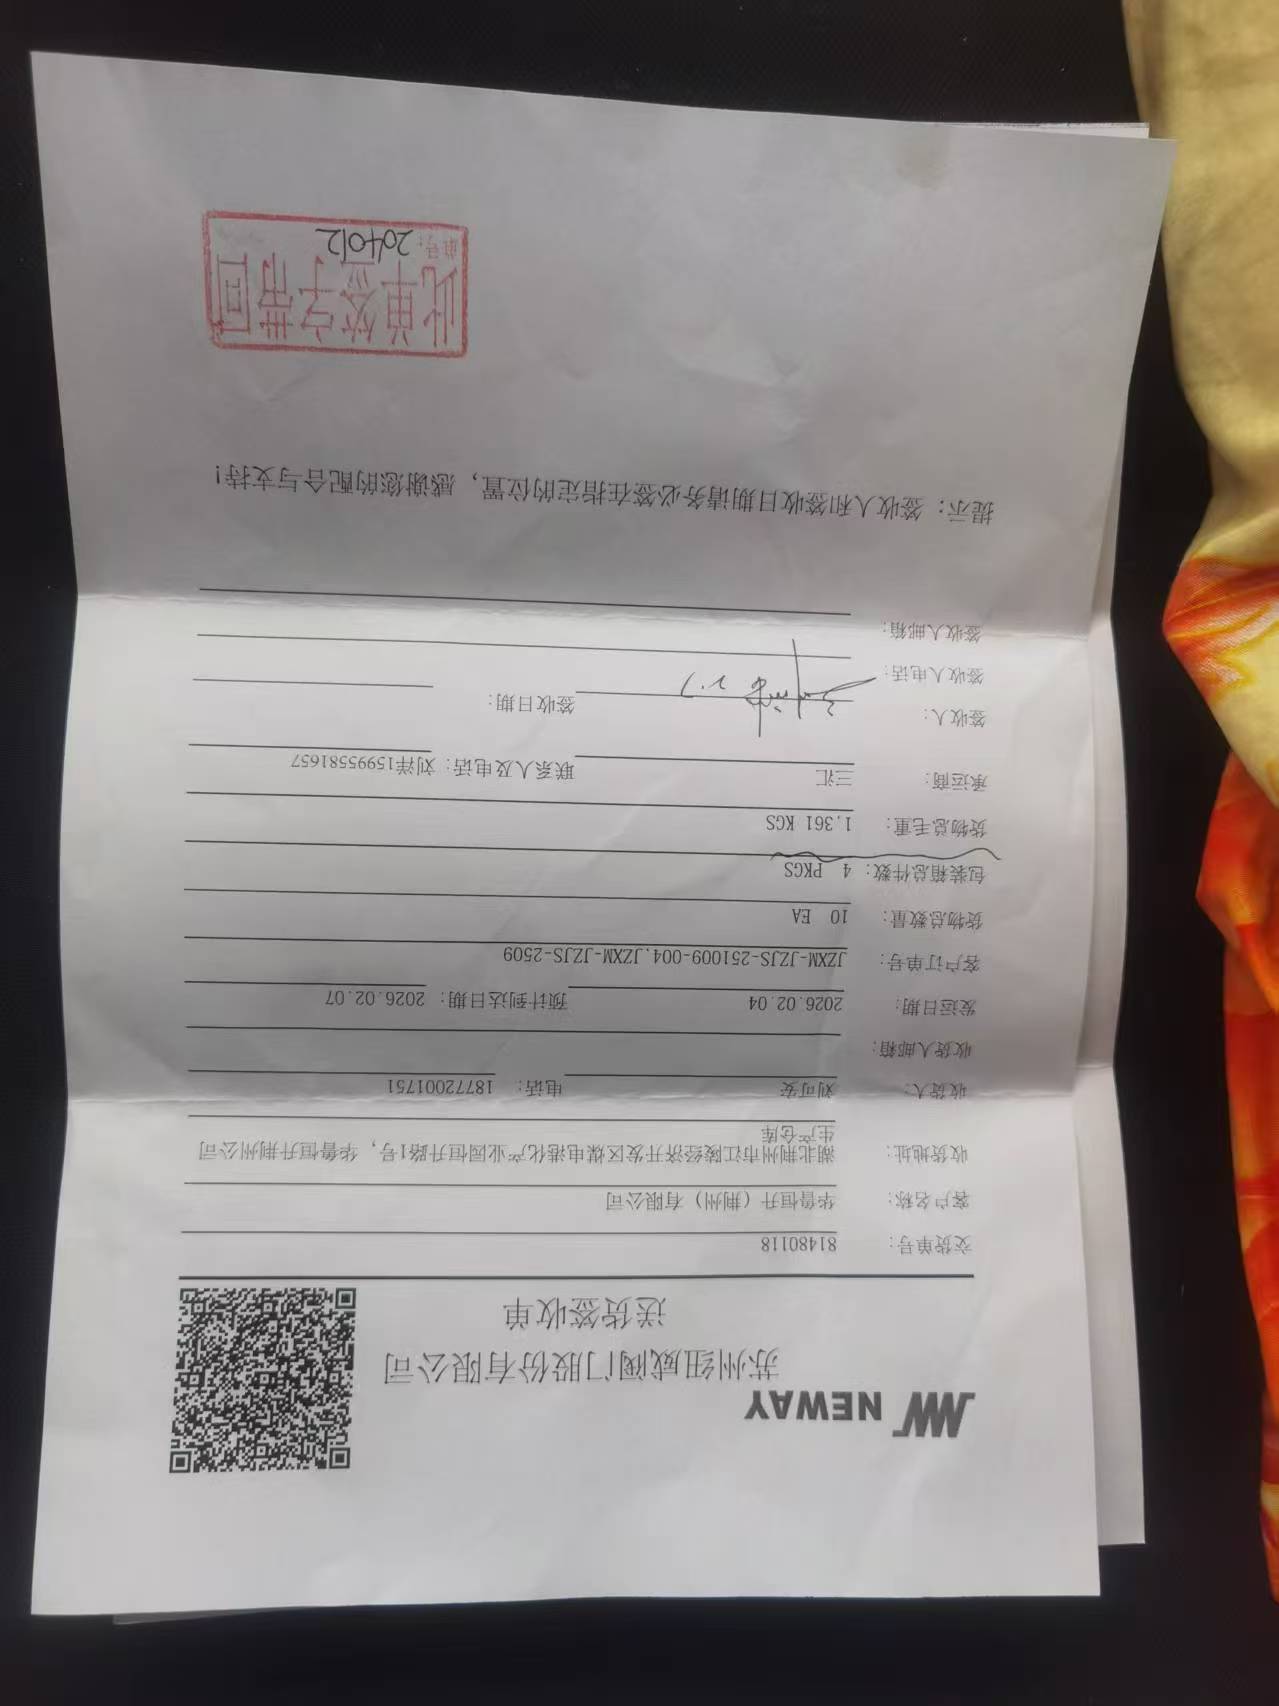 NEWAY
苏州纽威阀门股份有限公司
送货签收单
交货单号: 81480118
客户名称: 华鲁恒升（荆州）有限公司
收货地址: 湖北荆州市江陵经济开发区煤电港化产业园恒升路1号, 华鲁恒升荆州公司
生产仓库
收货人: 刘可安 电话: 18772001751
收货人邮箱:
发运日期: 2026.02.04 预计到达日期: 2026.02.07
客户订单号: JZXM-JZJS-251009-004,JZXM-JZJS-2509
货物总数量: 10 EA
包装箱总件数: 4 PKGS
货物总毛重: 1,361 KGS
承运商: 三汇 联系人及电话: 刘洋15995581657
签收人: 2.7 签收日期:
签收人电话:
签收人邮箱:
提示: 签收人和签收日期请务必签在指定的位置, 感谢您的配合与支持!
此单签字带回
单号: 204012